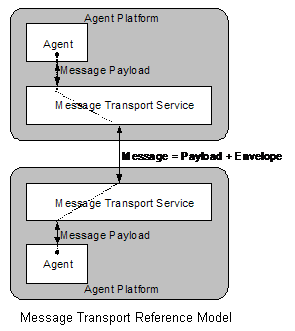 Agent Platform
Agent
Message Payload
Message Transport Service
Message = Payload + Envelope
Message Transport Service
Message Payload
Agent
Agent Platform
Message Transport Reference Model